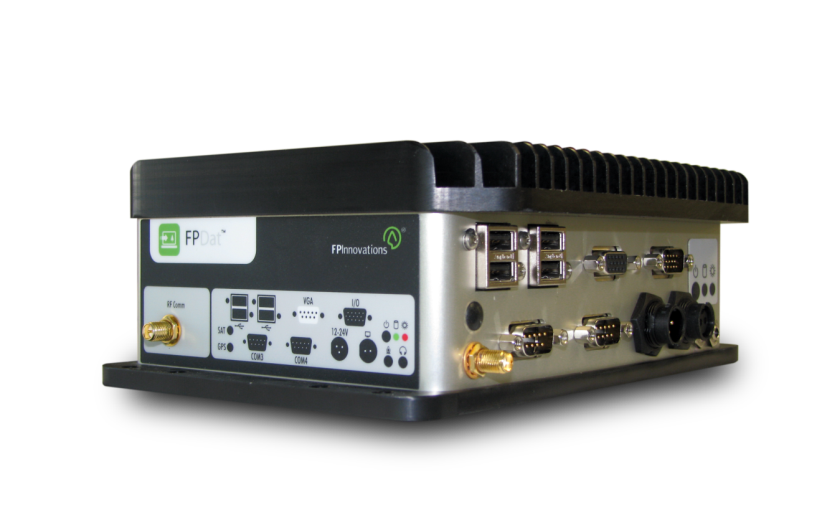 FPDat™
FPInnovations®
RF Comm
VGA
I/O
12-24V
SAT
GPS
COM3
COM4